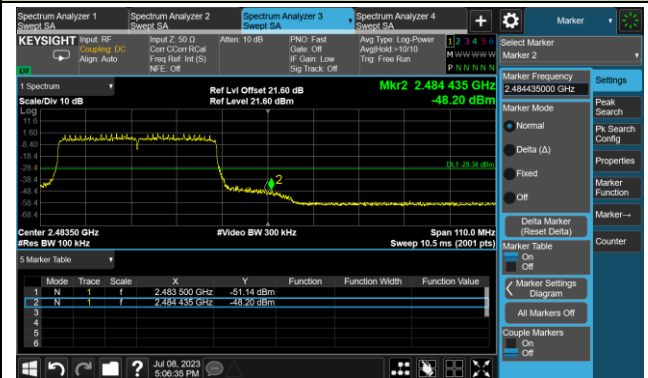 Spectrum Analyzer 1
Swept SA
Spectrum Analyzer 2
Swept SA
Spectrum Analyzer 3
Swept SA
Spectrum Analyzer 4
Swept SA
+
Marker
KEYSIGHT
Input: RF
Coupling: DC
Align: Auto
Input Z: 50 Ω
Corr CCorr RCal
Freq Ref: Int (S)
NFE: Off
Atten: 10 dB
PNO: Fast
Gate: Off
IF Gain: Low
Sig Track: Off
Avg Type: Log-Power
Avg|Hold:>10/10
Trig: Free Run
1 2 3 4 5 6
M W W W W W
P N N N N N
Select Marker
Marker 2
1 Spectrum
Scale/Div 10 dB
Ref Lvl Offset 21.60 dB
Ref Level 21.60 dBm
Mkr2 2.484 435 GHz
-48.20 dBm
Log
11.6
1.60
-8.40
-18.4
-28.4
-38.4
-48.4
-58.4
-68.4
DL1 -29.34 dBm
2
Center 2.48350 GHz
#Res BW 100 kHz
#Video BW 300 kHz
Span 110.0 MHz
Sweep 10.5 ms (2001 pts)
5 Marker Table
Mode Trace Scale X Y Function Function Width Function Value
1 N 1 f 2.483 500 GHz -51.14 dBm
2 N 1 f 2.484 435 GHz -48.20 dBm
3
4
5
6
Marker Frequency
2.484435000 GHz
Marker Mode
Normal
Delta (Δ)
Fixed
Off
Delta Marker
(Reset Delta)
Marker Table
On
Off
Marker Settings
Diagram
All Markers Off
Couple Markers
On
Off
Settings
Peak
Search
Pk Search
Config
Properties
Marker
Function
Marker→
Counter
?
Jul 08, 2023
5:06:35 PM